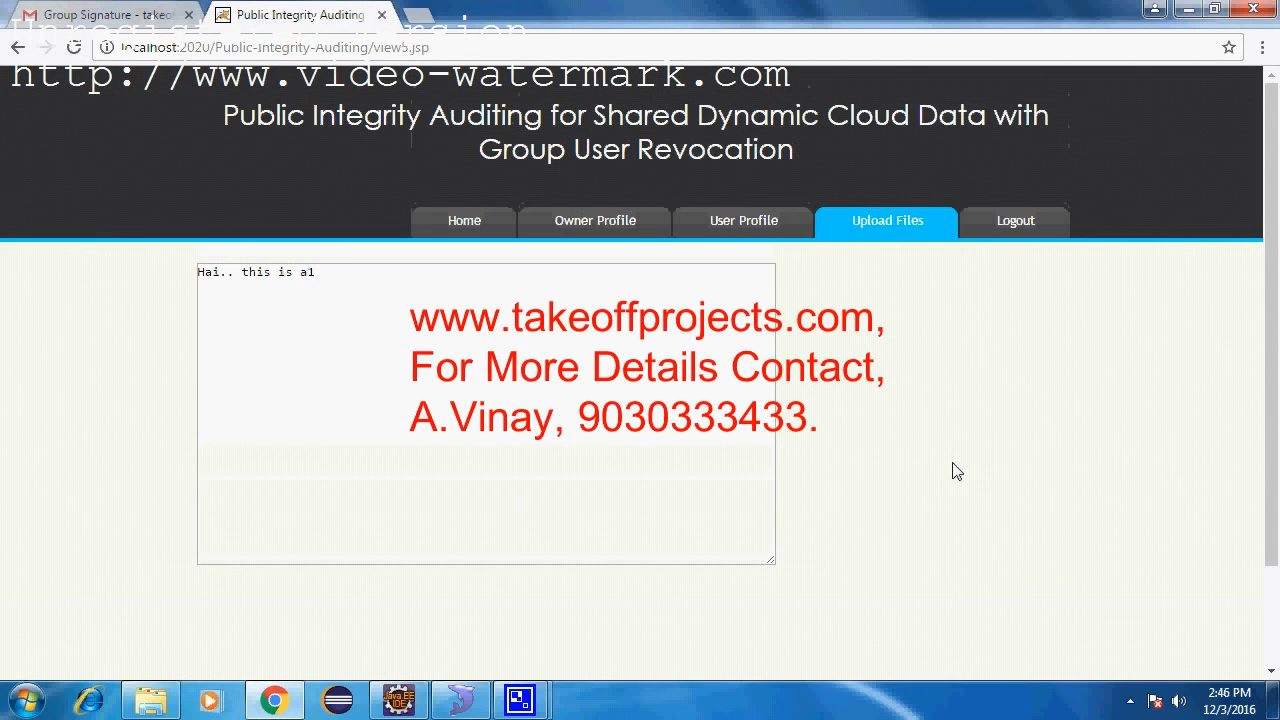 Group Signature - takeo
Public Integrity Auditing
localhost:2020/Public-Integrity-Auditing/view5.jsp
http://www.video-watermark.com
Public Integrity Auditing for Shared Dynamic Cloud Data with
Group User Revocation
Home
Owner Profile
User Profile
Upload Files
Logout
Hai.. this is a1
www.takeoffprojects.com,
For More Details Contact,
A.Vinay, 9030333433.
Java EE
IDE
2:46 PM
12/3/2016